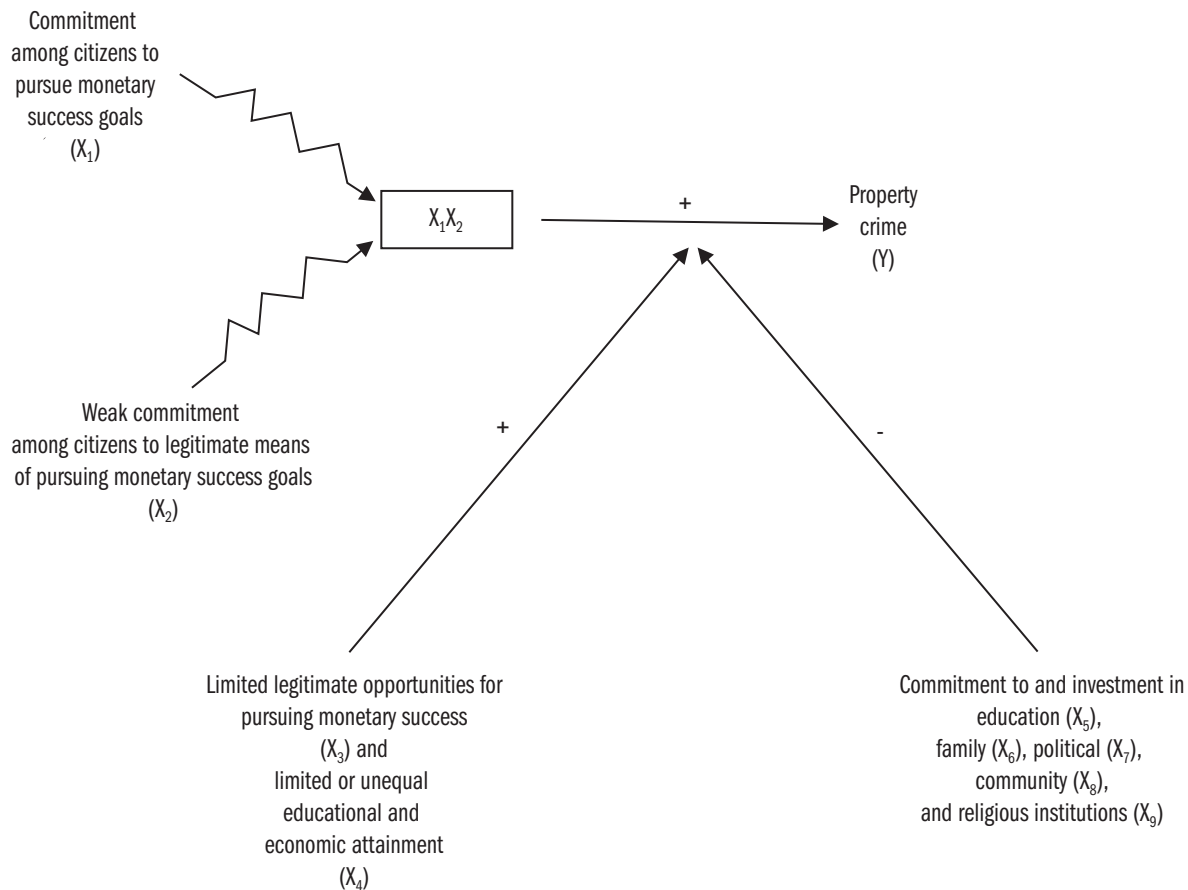 Commitment
among citizens to
pursue monetary
success goals
(X₁)
X₁X₂
+
Property
crime
(Y)
Weak commitment
among citizens to legitimate means
of pursuing monetary success goals
(X₂)
+
-
Limited legitimate opportunities for
pursuing monetary success
(X₃) and
limited or unequal
educational and
economic attainment
(X₄)
Commitment to and investment in
education (X₅),
family (X₆), political (X₇),
community (X₈),
and religious institutions (X₉)